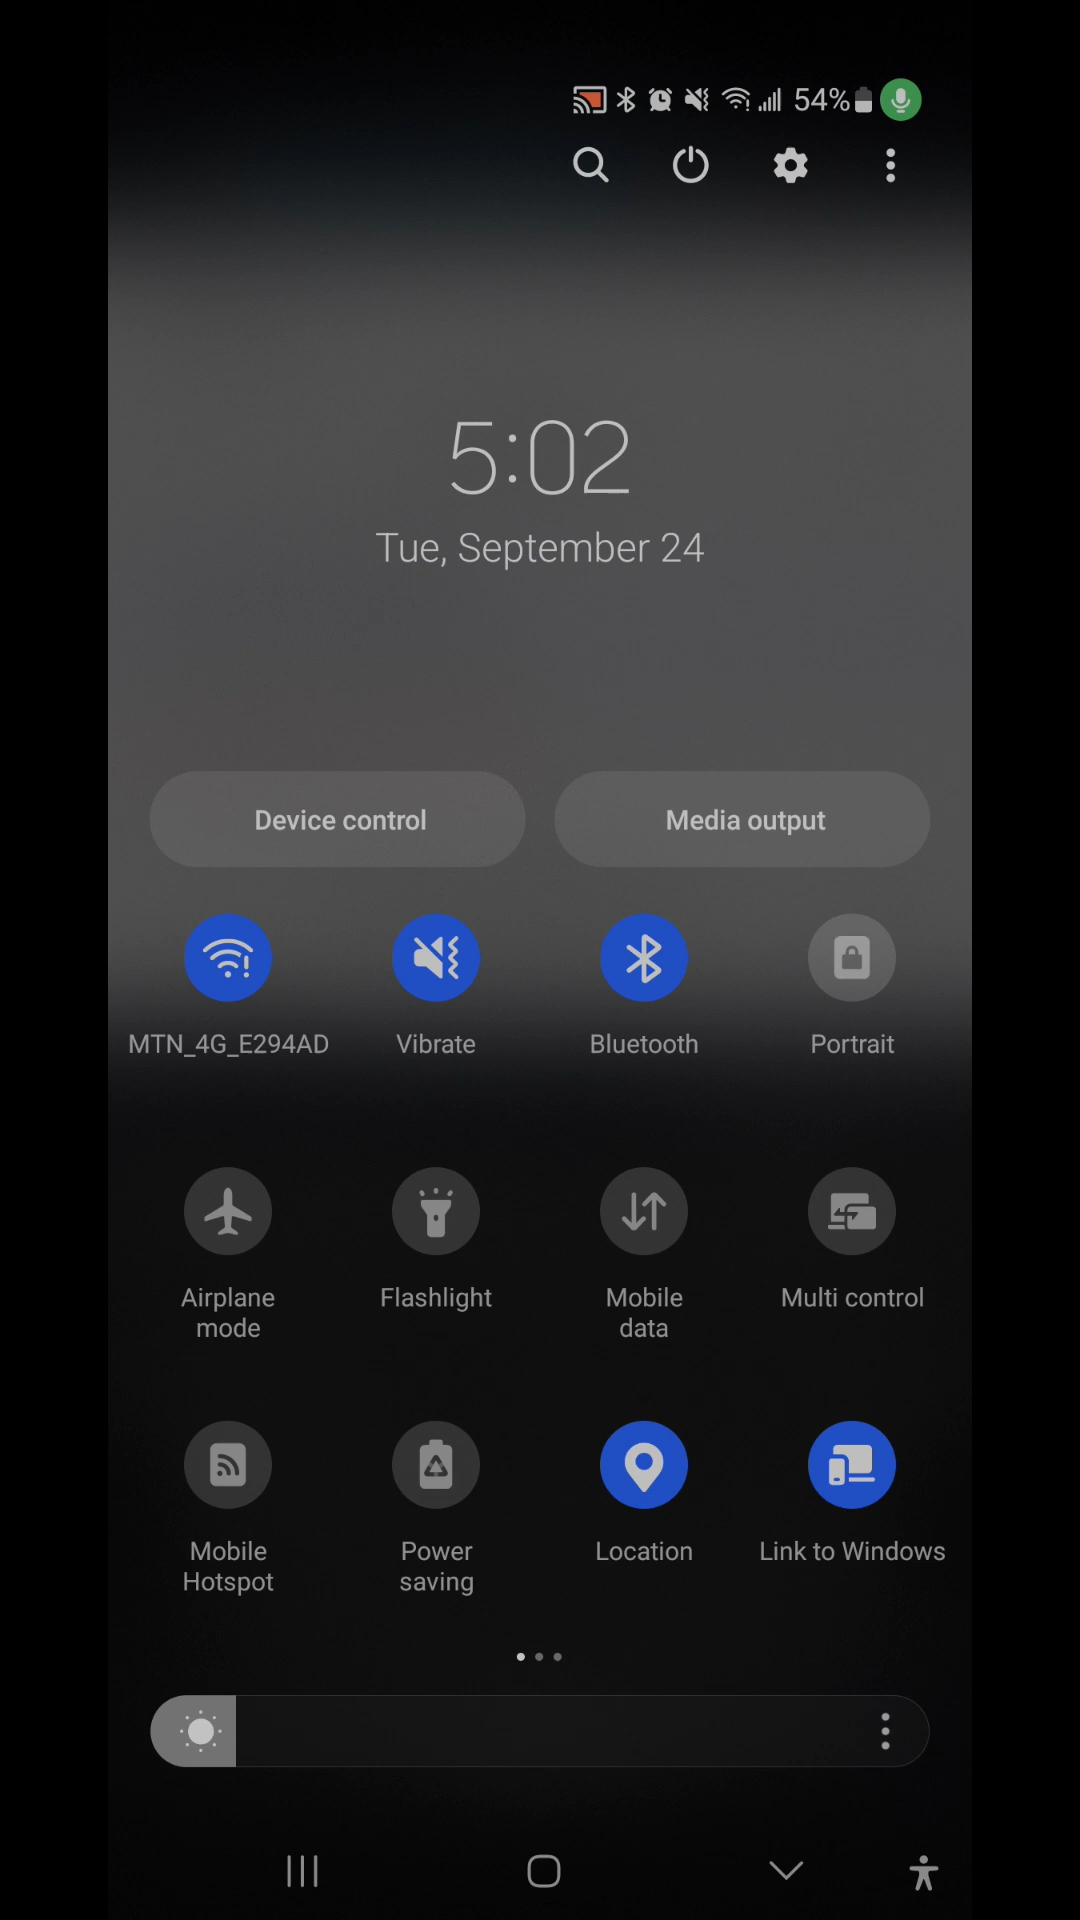 54%
5:02
Tue, September 24
Device control
Media output
MTN_4G_E294AD
Vibrate
Bluetooth
Portrait
Airplane
mode
Flashlight
Mobile
data
Multi control
Mobile
Hotspot
Power
saving
Location
Link to Windows